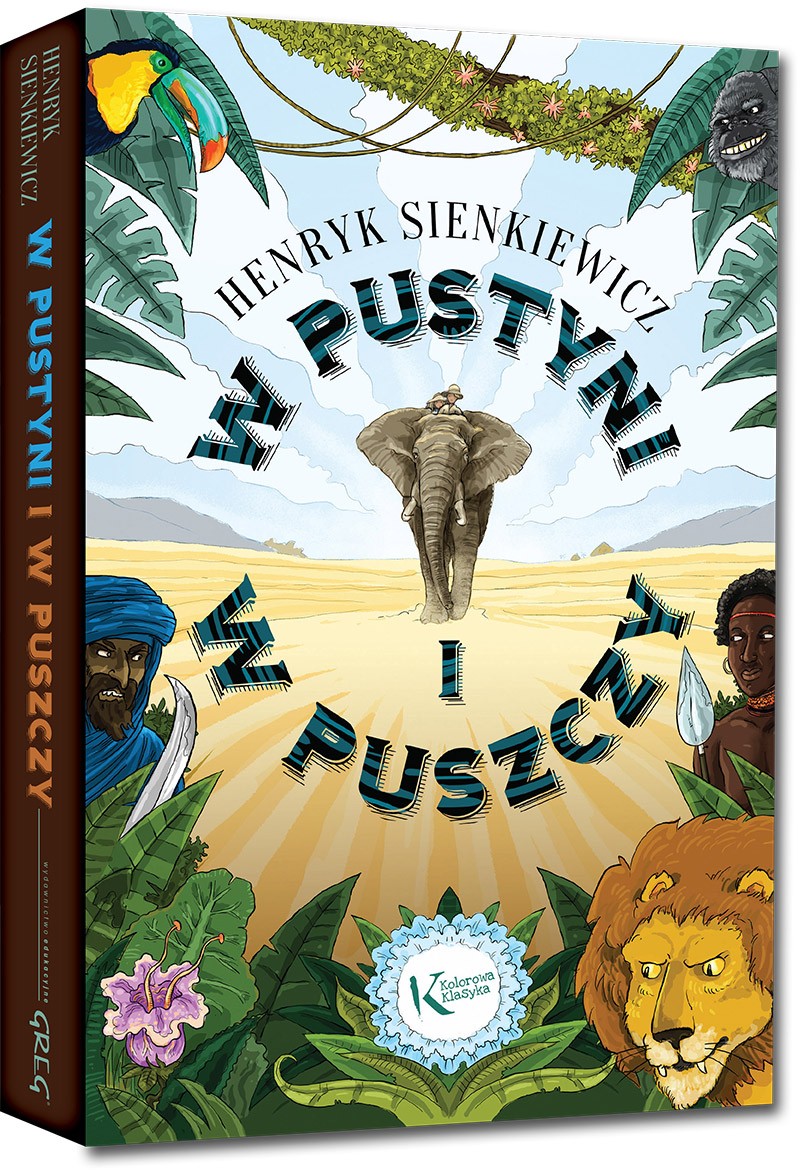 HENRYK
SIENKIEWICZ
W PUSTYNI I W PUSZCZY
wydawnictwo edukacyjne
GREG
HENRYK SIENKIEWICZ
W PUSTYNI
I
W PUSZCZY
K Kolorowa
Klasyka